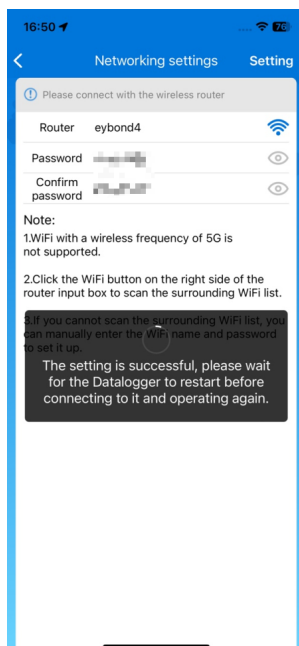 16:50
76
Networking settings
Setting
Please connect with the wireless router
Router eybond4
Password
Confirm
password
Note:
1.WiFi with a wireless frequency of 5G is
not supported.
2.Click the WiFi button on the right side of the
router input box to scan the surrounding WiFi list.
3.If you cannot scan the surrounding WiFi list, you
can manually enter the WiFi name and password
to set it up.
The setting is successful, please wait
for the Datalogger to restart before
connecting to it and operating again.